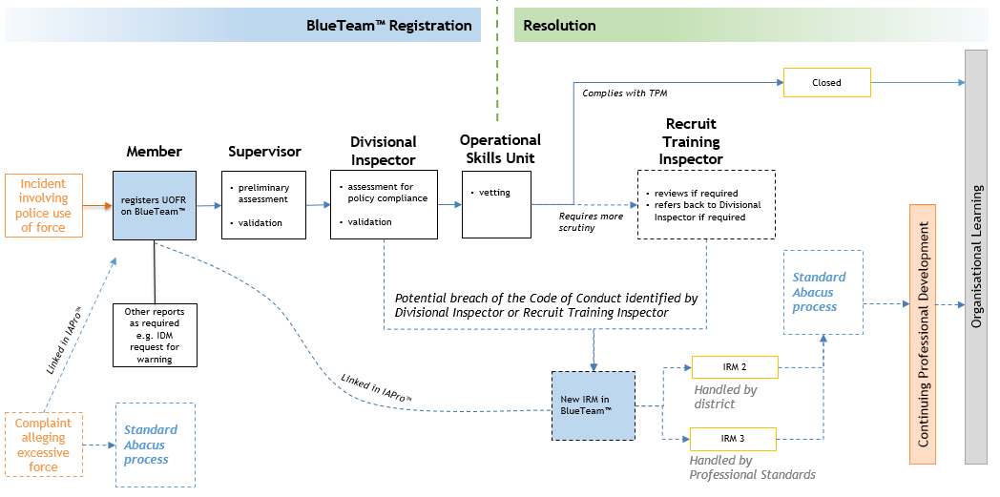 BlueTeam™ Registration
Resolution
Closed
Complies with TPM
Member
Supervisor
Divisional
Inspector
Operational
Skills Unit
Recruit
Training
Inspector
Incident
involving
police use
of force
registers UOFR
on BlueTeam™
• preliminary
assessment
• validation
• assessment for
policy compliance
• validation
• vetting
Requires more
scrutiny
• reviews if required
• refers back to Divisional
Inspector if required
Organisational Learning
Continuing Professional Development
Standard
Abacus
process
Potential breach of the Code of Conduct identified by
Divisional Inspector or Recruit Training Inspector
Linked in IAPro™
Other reports
as required
e.g. IDM
request for
warning
Linked in IAPro™
New IRM in
BlueTeam™
IRM 2
Handled by
district
IRM 3
Handled by
Professional Standards
Complaint
alleging
excessive
force
Standard
Abacus
process